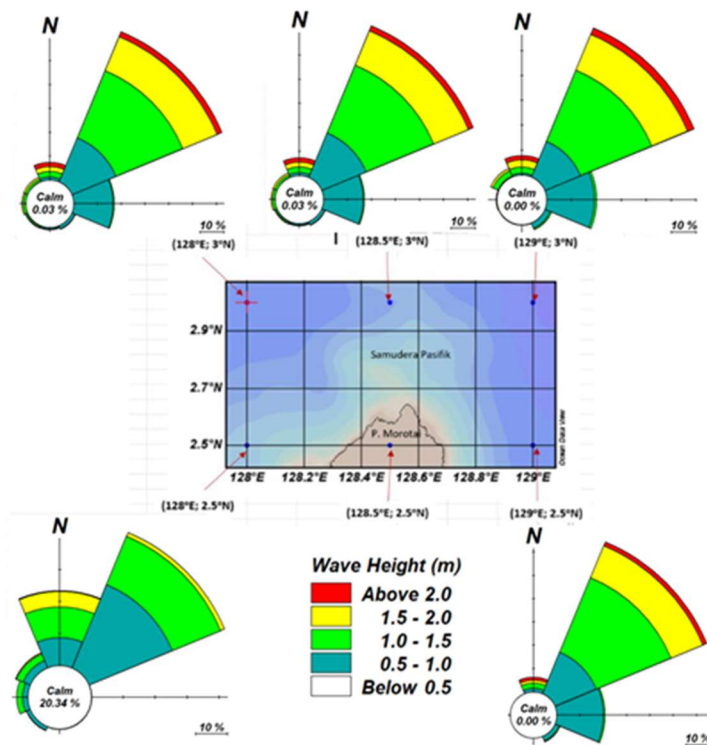 N
N
N
Calm
0.03 %
Calm
0.03 %
Calm
0.00 %
10 %
10 %
10 %
(128°E; 3°N)
(128.5°E; 3°N)
(129°E; 3°N)
2.9°N
2.7°N
2.5°N
Samudera Pasifik
P. Morotai
Ocean Data View
128°E
128.2°E
128.4°E
128.6°E
128.8°E
129°E
(128°E; 2.5°N)
(128.5°E; 2.5°N)
(129°E; 2.5°N)
N
N
Calm
20.34 %
10 %
Wave Height (m)
Above 2.0
1.5 - 2.0
1.0 - 1.5
0.5 - 1.0
Below 0.5
Calm
0.00 %
10 %